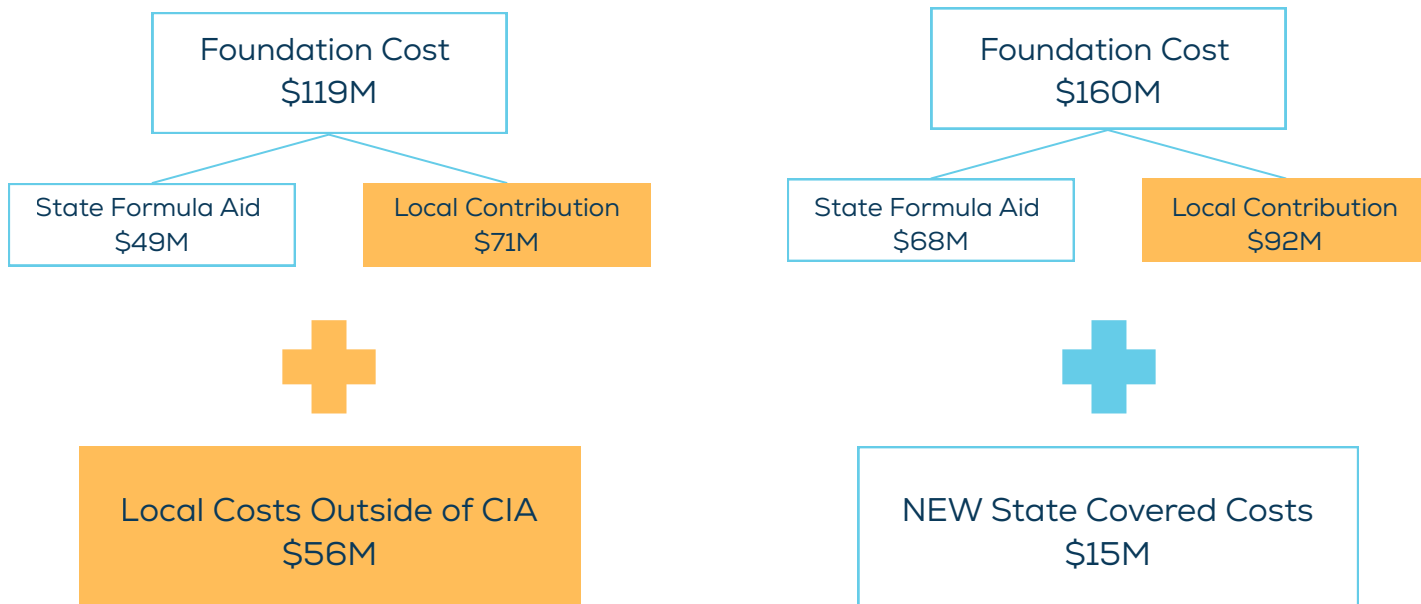 Foundation Cost
$119M
State Formula Aid
$49M
Local Contribution
$71M
Local Costs Outside of CIA
$56M
Foundation Cost
$160M
State Formula Aid
$68M
Local Contribution
$92M
NEW State Covered Costs
$15M